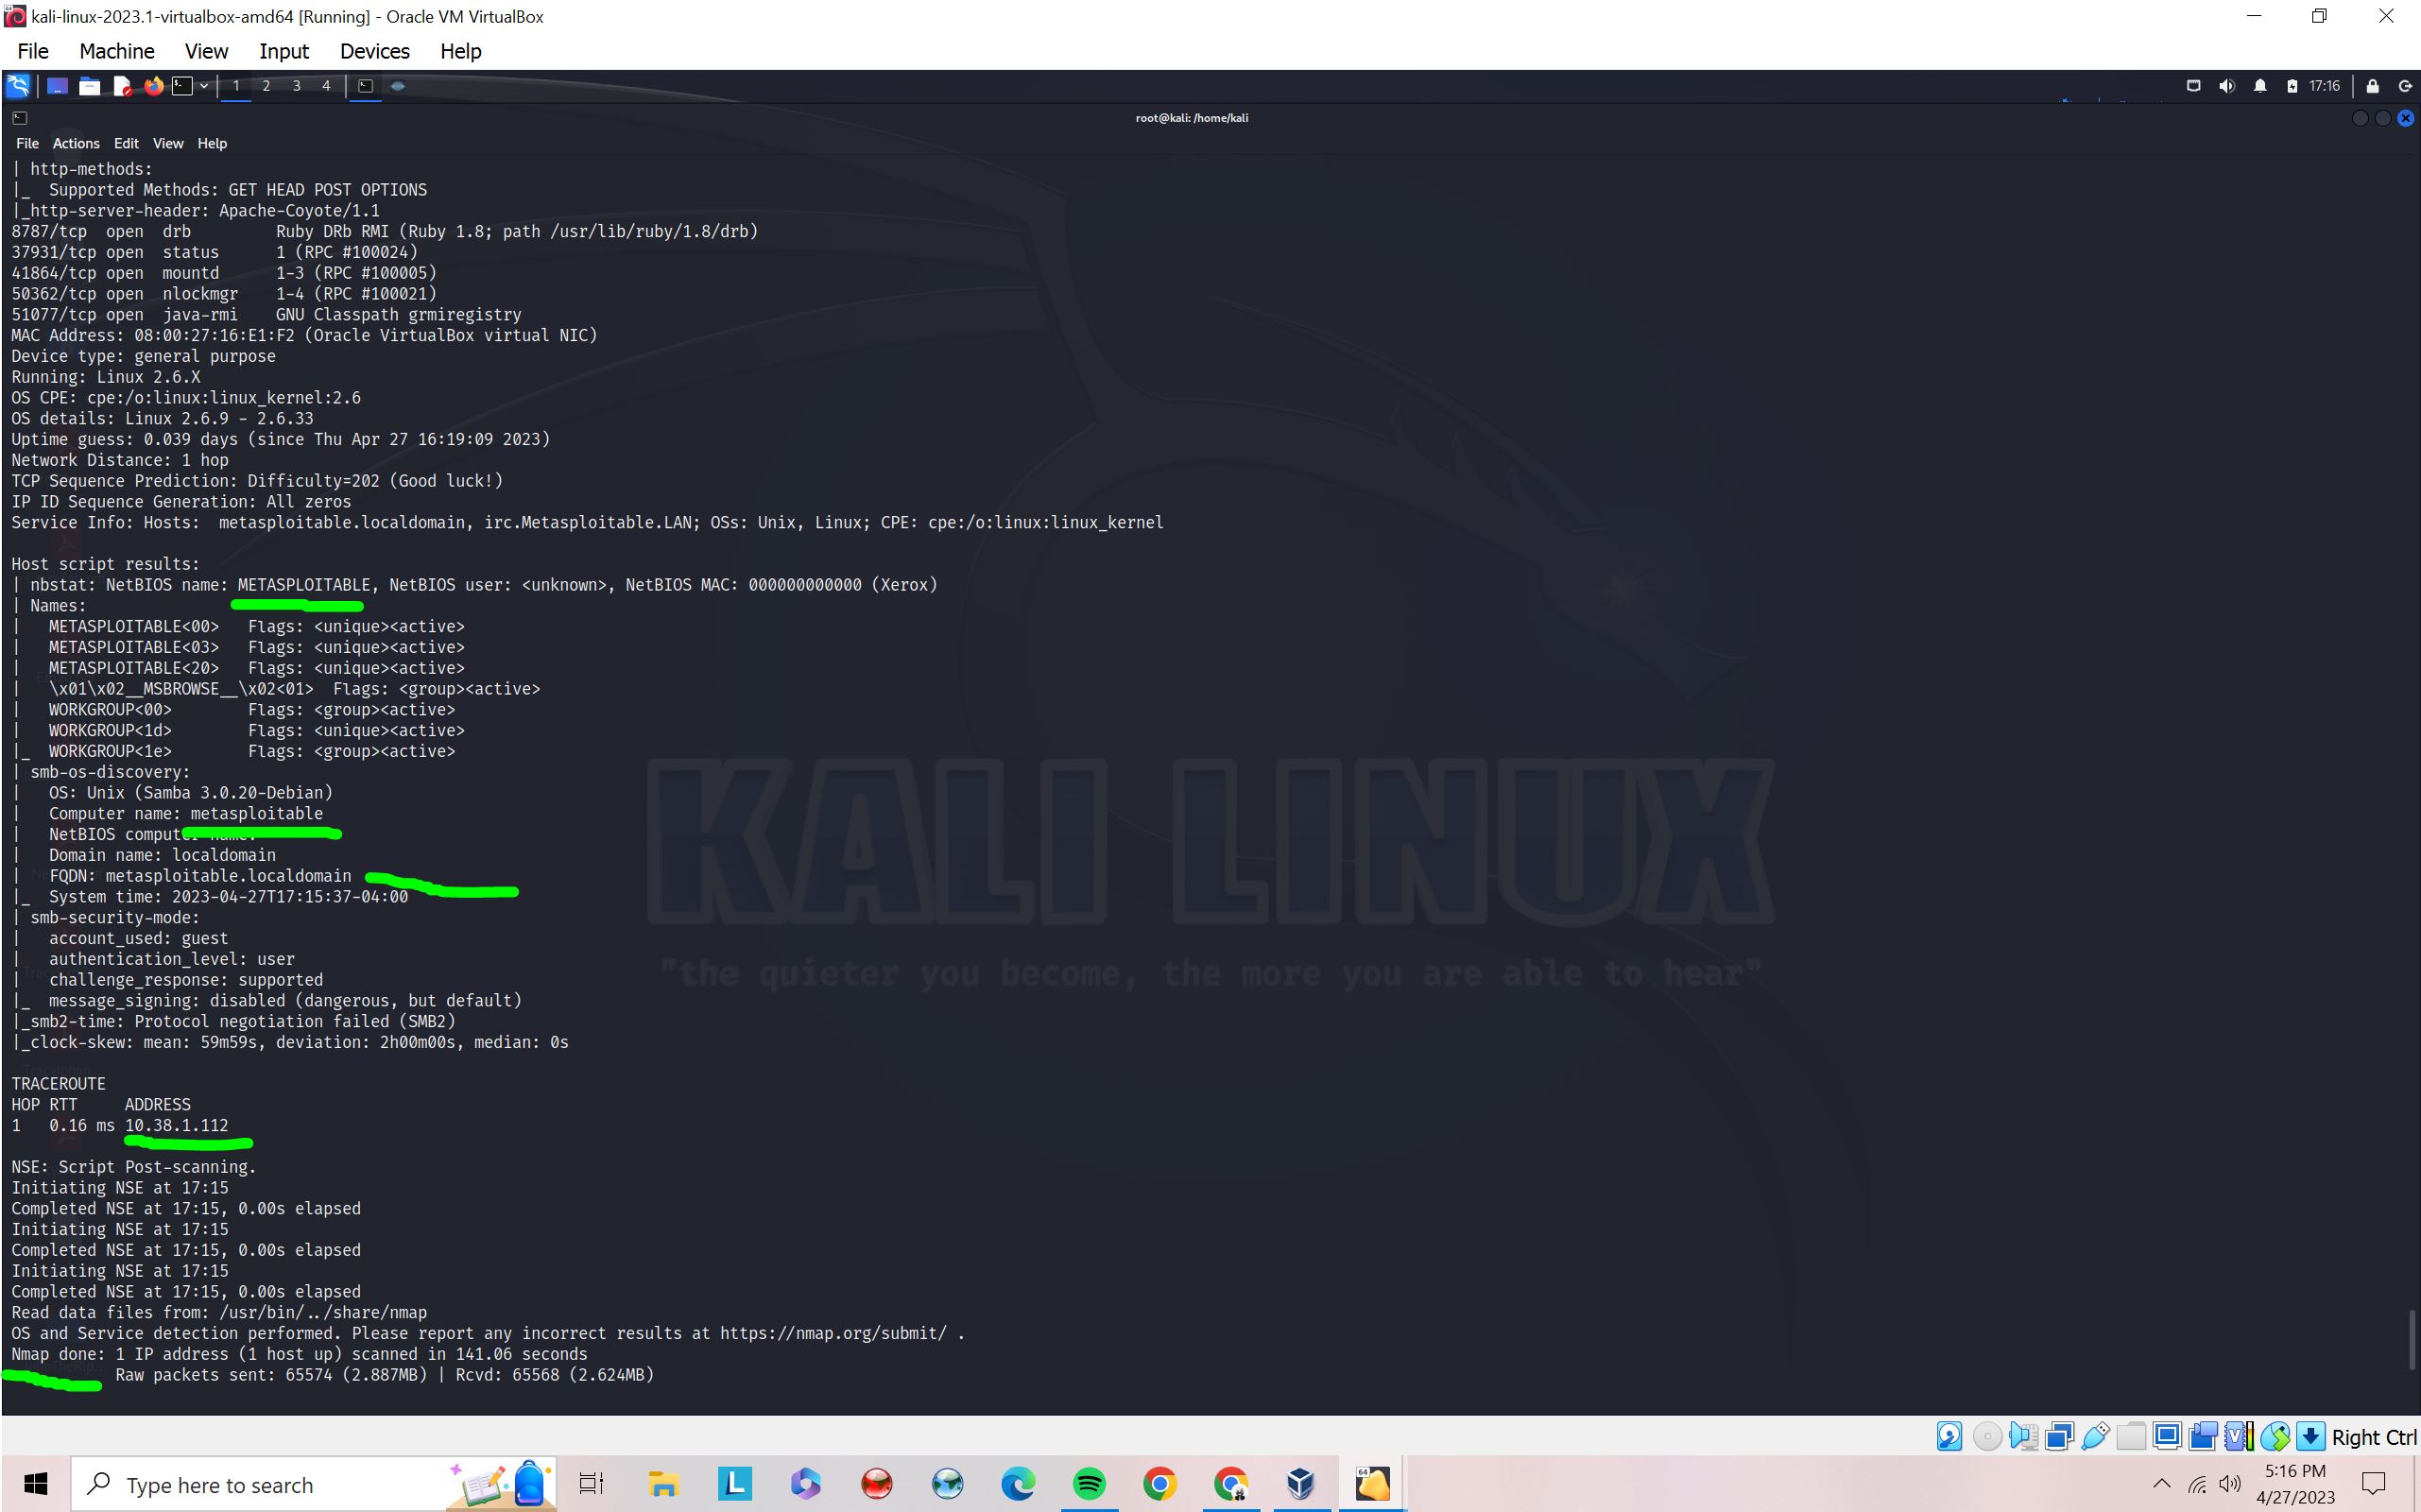 kali-linux-2023.1-virtualbox-amd64 [Running] - Oracle VM VirtualBox
File Machine View Input Devices Help
1 2 3 4
17:16
root@kali: /home/kali
File Actions Edit View Help
| http-methods:
|_  Supported Methods: GET HEAD POST OPTIONS
|_http-server-header: Apache-Coyote/1.1
8787/tcp  open  drb         Ruby DRb RMI (Ruby 1.8; path /usr/lib/ruby/1.8/drb)
37931/tcp open  status      1 (RPC #100024)
41864/tcp open  mountd      1-3 (RPC #100005)
50362/tcp open  nlockmgr    1-4 (RPC #100021)
51077/tcp open  java-rmi    GNU Classpath grmiregistry
MAC Address: 08:00:27:16:E1:F2 (Oracle VirtualBox virtual NIC)
Device type: general purpose
Running: Linux 2.6.X
OS CPE: cpe:/o:linux:linux_kernel:2.6
OS details: Linux 2.6.9 - 2.6.33
Uptime guess: 0.039 days (since Thu Apr 27 16:19:09 2023)
Network Distance: 1 hop
TCP Sequence Prediction: Difficulty=202 (Good luck!)
IP ID Sequence Generation: All zeros
Service Info: Hosts:  metasploitable.localdomain, irc.Metasploitable.LAN; OSs: Unix, Linux; CPE: cpe:/o:linux:linux_kernel
Host script results:
| nbstat: NetBIOS name: METASPLOITABLE, NetBIOS user: <unknown>, NetBIOS MAC: 000000000000 (Xerox)
| Names:
|   METASPLOITABLE<00>   Flags: <unique><active>
|   METASPLOITABLE<03>   Flags: <unique><active>
|   METASPLOITABLE<20>   Flags: <unique><active>
|   \x01\x02__MSBROWSE__\x02<01>  Flags: <group><active>
|   WORKGROUP<00>        Flags: <group><active>
|   WORKGROUP<1d>        Flags: <unique><active>
|_  WORKGROUP<1e>        Flags: <group><active>
| smb-os-discovery:
|   OS: Unix (Samba 3.0.20-Debian)
|   Computer name: metasploitable
|   NetBIOS computer name:
|   Domain name: localdomain
|   FQDN: metasploitable.localdomain
|_  System time: 2023-04-27T17:15:37-04:00
| smb-security-mode:
|   account_used: guest
|   authentication_level: user
|   challenge_response: supported
|_  message_signing: disabled (dangerous, but default)
|_smb2-time: Protocol negotiation failed (SMB2)
|_clock-skew: mean: 59m59s, deviation: 2h00m00s, median: 0s
KALI LINUX
"the quieter you become, the more you are able to hear"
TRACEROUTE
HOP RTT     ADDRESS
1   0.16 ms 10.38.1.112
NSE: Script Post-scanning.
Initiating NSE at 17:15
Completed NSE at 17:15, 0.00s elapsed
Initiating NSE at 17:15
Completed NSE at 17:15, 0.00s elapsed
Initiating NSE at 17:15
Completed NSE at 17:15, 0.00s elapsed
Read data files from: /usr/bin/../share/nmap
OS and Service detection performed. Please report any incorrect results at https://nmap.org/submit/ .
Nmap done: 1 IP address (1 host up) scanned in 141.06 seconds
Raw packets sent: 65574 (2.887MB) | Rcvd: 65568 (2.624MB)
Right Ctrl
Type here to search
5:16 PM
4/27/2023